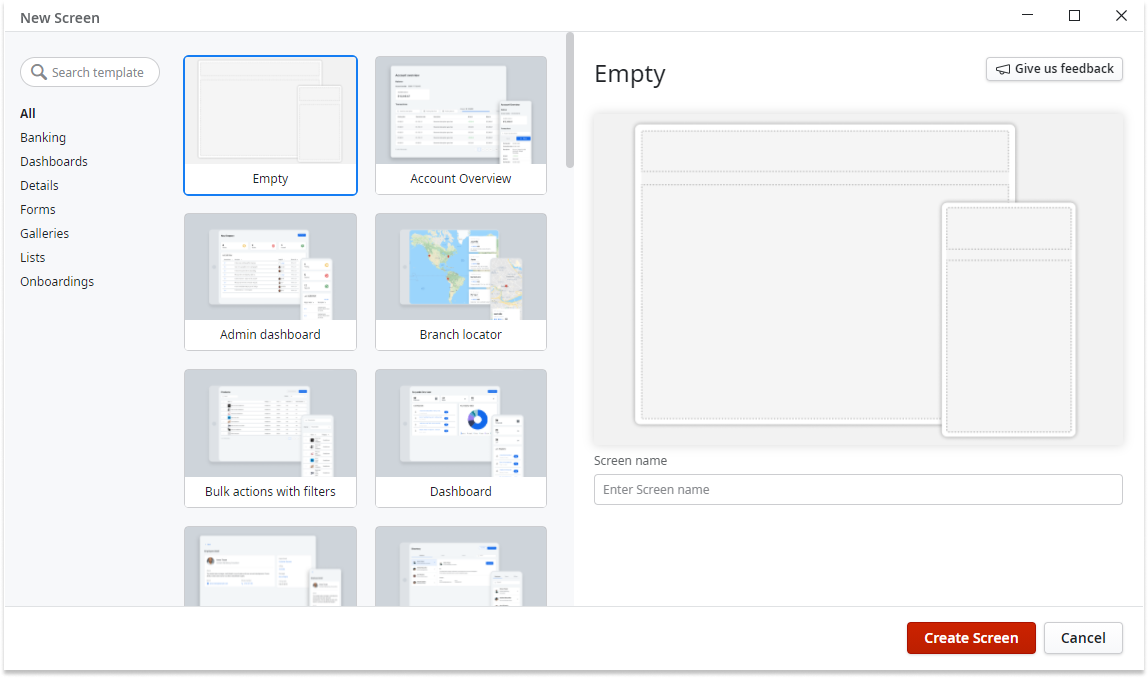 New Screen
Search template
All
Banking
Dashboards
Details
Forms
Galleries
Lists
Onboardings
Empty
Account Overview
Admin dashboard
Branch locator
Bulk actions with filters
Dashboard
Empty
Give us feedback
Screen name
Enter Screen name
Create Screen
Cancel